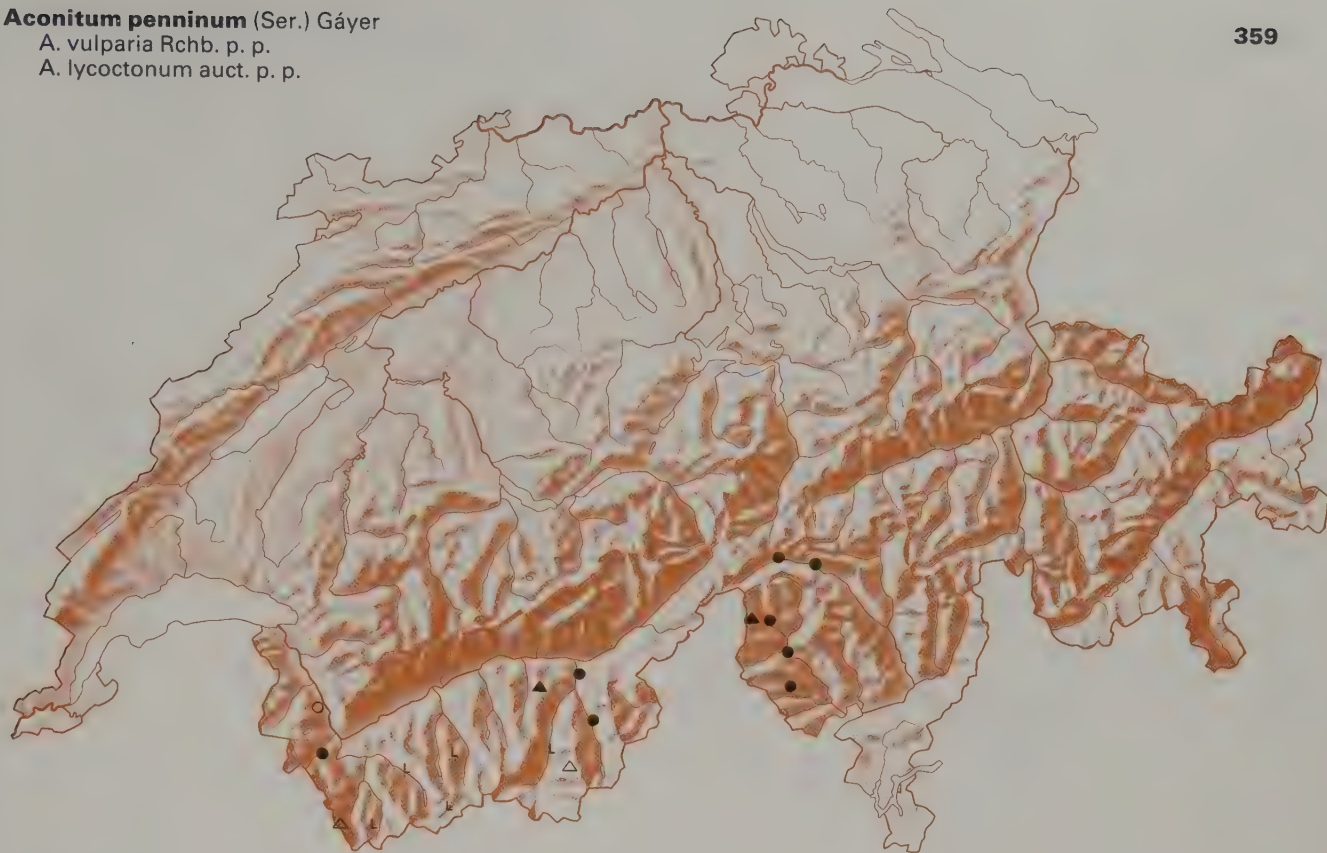 Aconitum penninum (Ser.) Gáyer
A. vulparia Rchb. p. p.
A. lycoctonum auct. p. p.
359
L
L
L
L
L